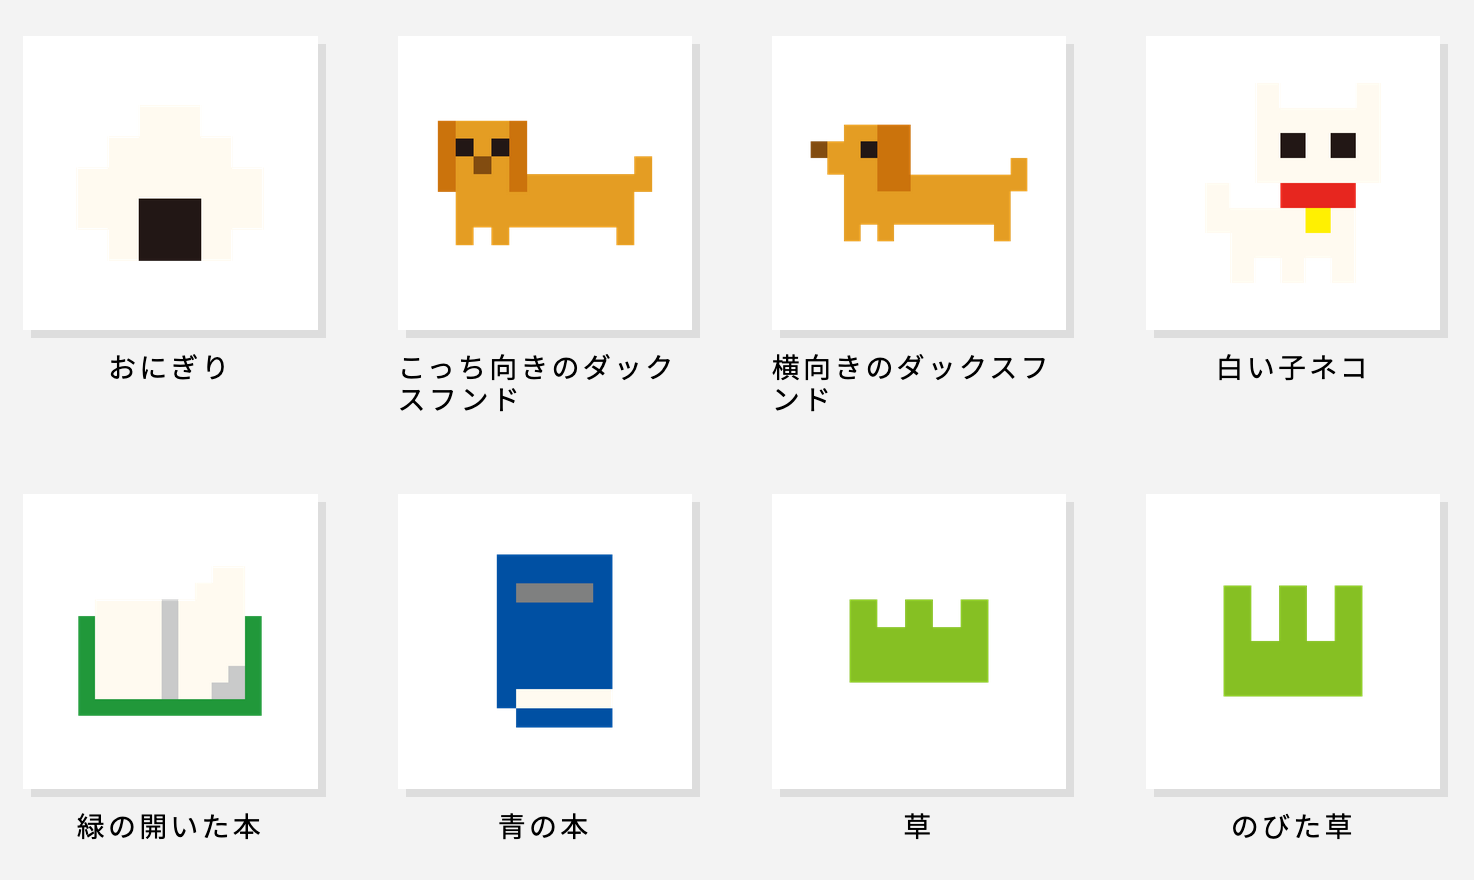 おにぎり
こっち向きのダック
スフンド
横向きのダックスフ
ンド
白い子ネコ
緑の開いた本
青の本
草
のびた草